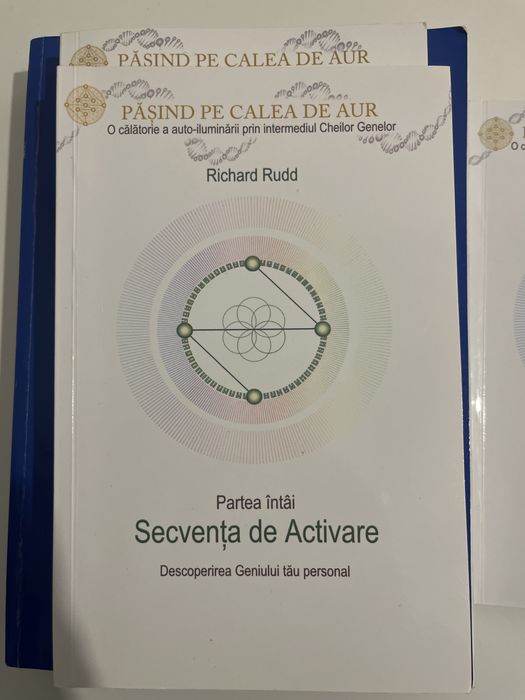 PĂȘIND PE CALEA DE AUR
PĂȘIND PE CALEA DE AUR
O călătorie a auto-iluminării prin intermediul Cheilor Genelor
Richard Rudd
Partea întâi
Secvența de Activare
Descoperirea Geniului tău personal